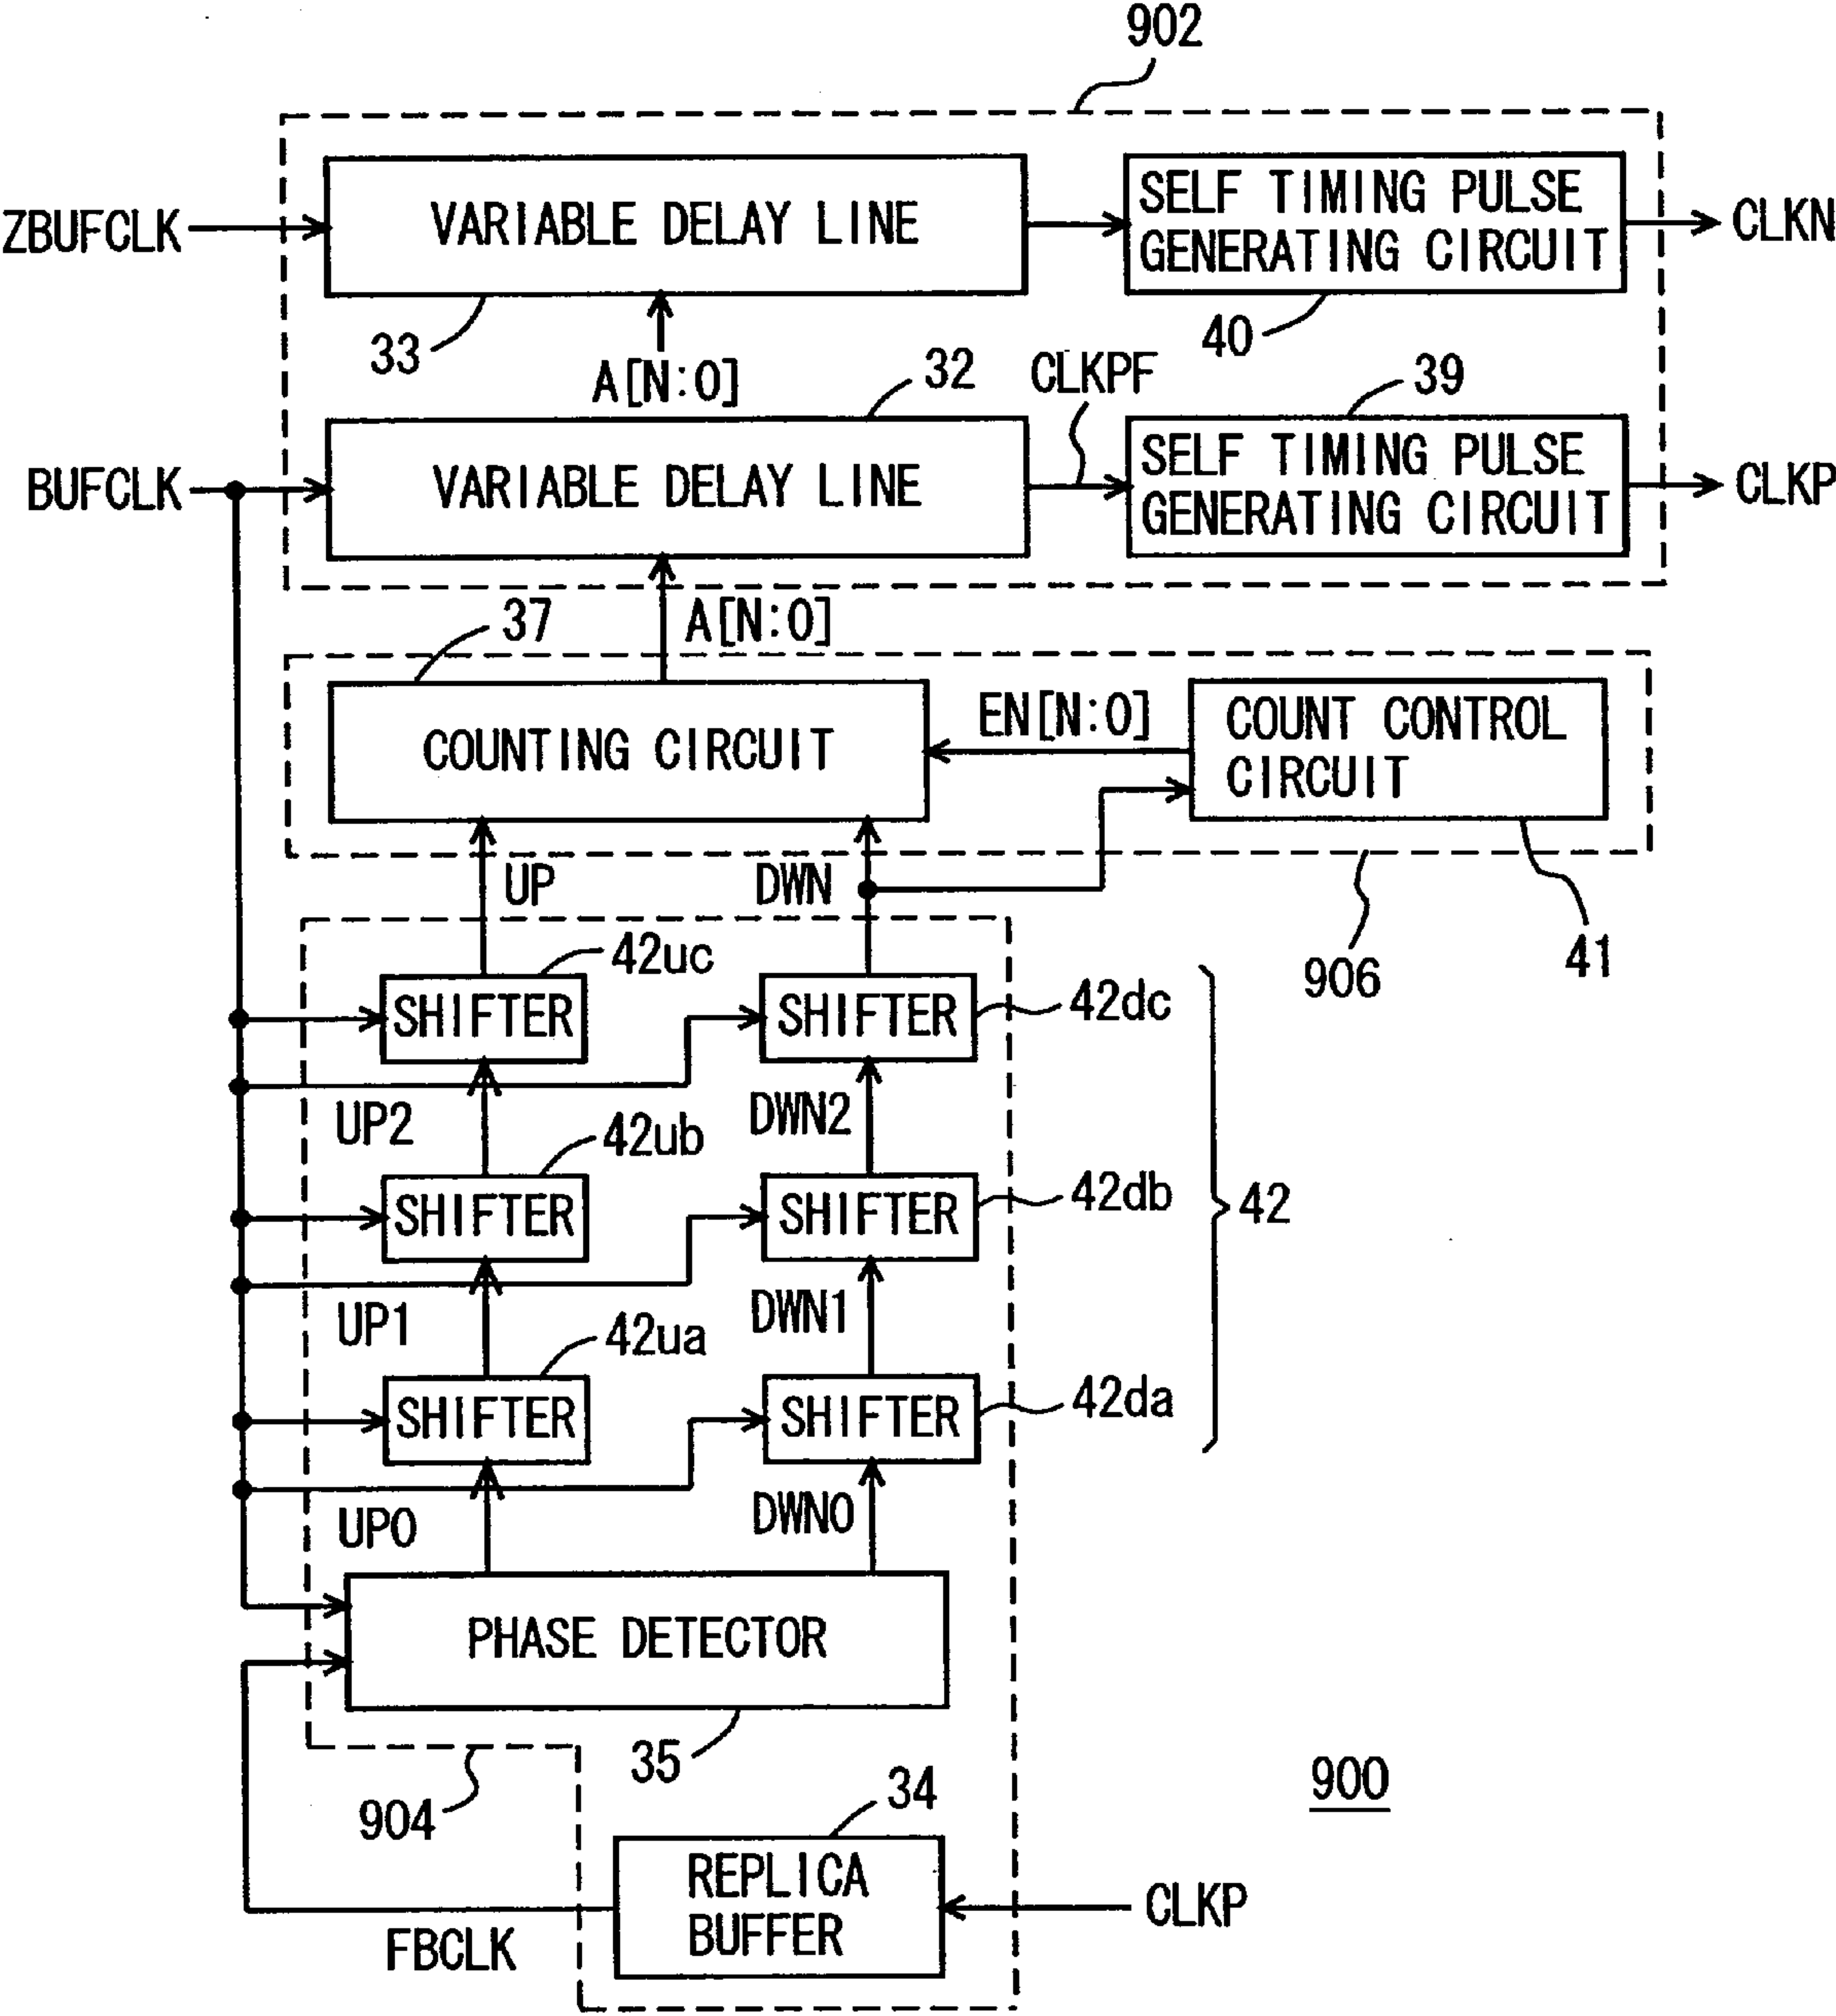 902
ZBUFCLK
VARIABLE DELAY LINE
SELF TIMING PULSE
GENERATING CIRCUIT
CLKN
33
A[N:0]
32
CLKPF
40
39
BUFCLK
VARIABLE DELAY LINE
SELF TIMING PULSE
GENERATING CIRCUIT
CLKP
37
A[N:0]
COUNTING CIRCUIT
EN[N:0]
COUNT CONTROL
CIRCUIT
UP
DWN
906
41
42uc
SHIFTER
SHIFTER
42dc
UP2
42ub
DWN2
SHIFTER
SHIFTER
42db
42
UP1
42ua
DWN1
SHIFTER
SHIFTER
42da
UP0
DWN0
PHASE DETECTOR
35
904
34
900
REPLICA
BUFFER
CLKP
FBCLK